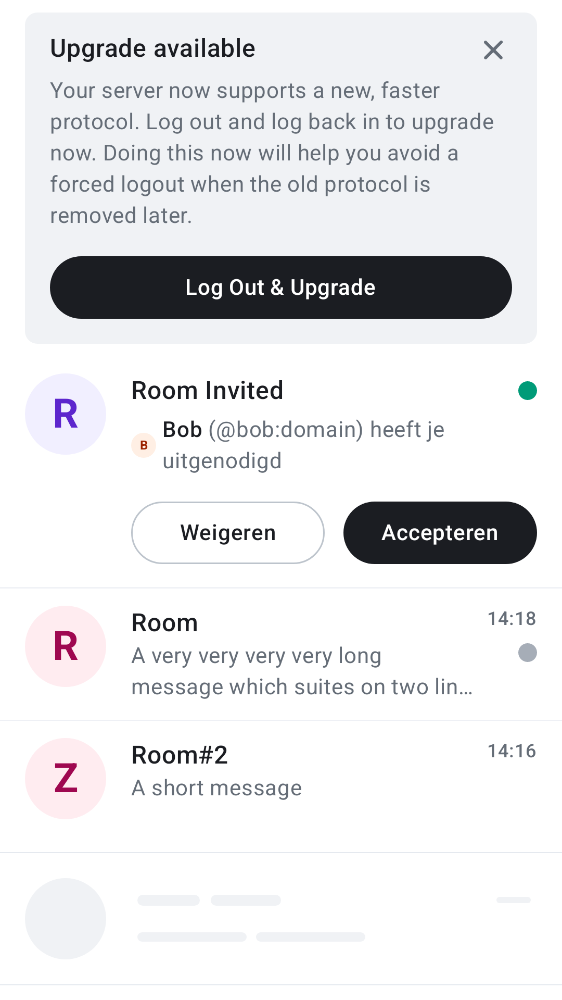 Upgrade available
Your server now supports a new, faster
protocol. Log out and log back in to upgrade
now. Doing this now will help you avoid a
forced logout when the old protocol is
removed later.
Log Out & Upgrade
R
Room Invited
B
Bob (@bob:domain) heeft je
uitgenodigd
Weigeren
Accepteren
R
Room
14:18
A very very very very long
message which suites on two lin…
Z
Room#2
14:16
A short message